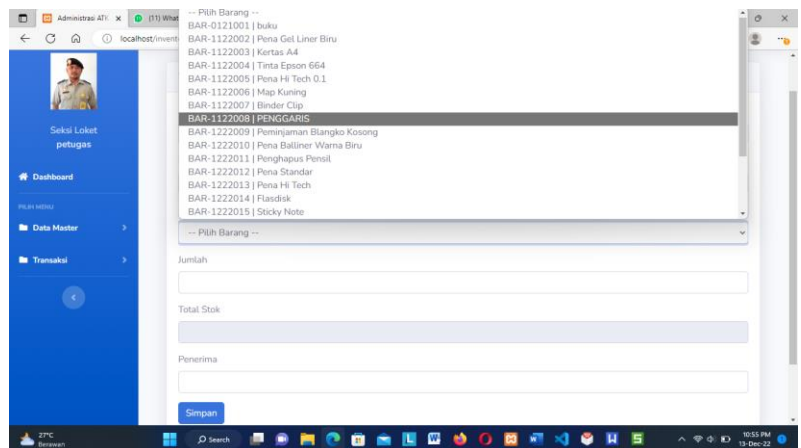 Administrasi ATK
(11) What
localhost/invent
-- Pilih Barang --
BAR-0121001 | buku
BAR-1122002 | Pena Gel Liner Biru
BAR-1122003 | Kertas A4
BAR-1122004 | Tinta Epson 664
BAR-1122005 | Pena Hi Tech 0.1
BAR-1122006 | Map Kuning
BAR-1122007 | Binder Clip
BAR-1122008 | PENGGARIS
BAR-1222009 | Peminjaman Blangko Kosong
BAR-1222010 | Pena Balliner Warna Biru
BAR-1222011 | Penghapus Pensil
BAR-1222012 | Pena Standar
BAR-1222013 | Pena Hi Tech
BAR-1222014 | Flasdisk
BAR-1222015 | Sticky Note
-- Pilih Barang --
Seksi Loket
petugas
Dashboard
PILIH MENU
Data Master
Transaksi
Jumlah
Total Stok
Penerima
Simpan
27°C
Berawan
Search
10:55 PM
13-Dec-22